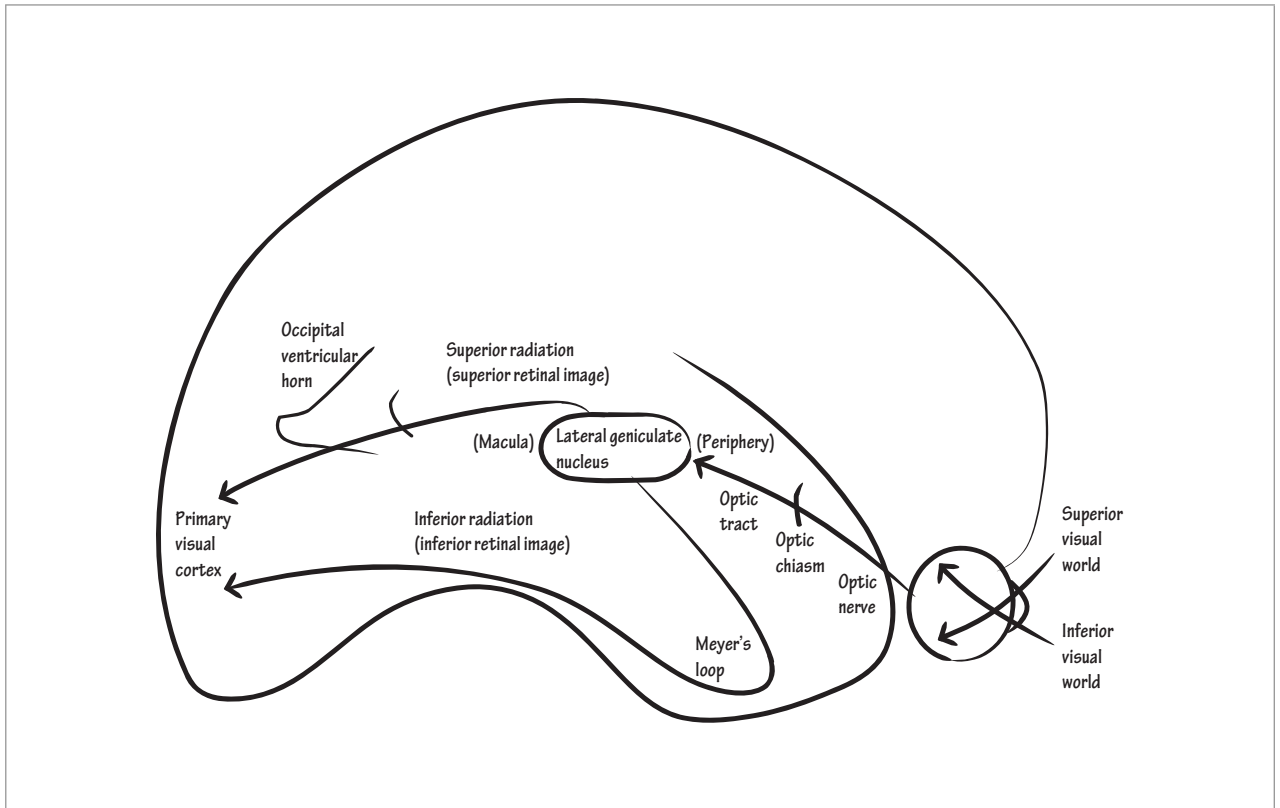 Occipital
ventricular
horn
Superior radiation
(superior retinal image)
(Macula)
Lateral geniculate
nucleus
(Periphery)
Optic
tract
Optic
chiasm
Optic
nerve
Primary
visual
cortex
Inferior radiation
(inferior retinal image)
Meyer's
loop
Superior
visual
world
Inferior
visual
world